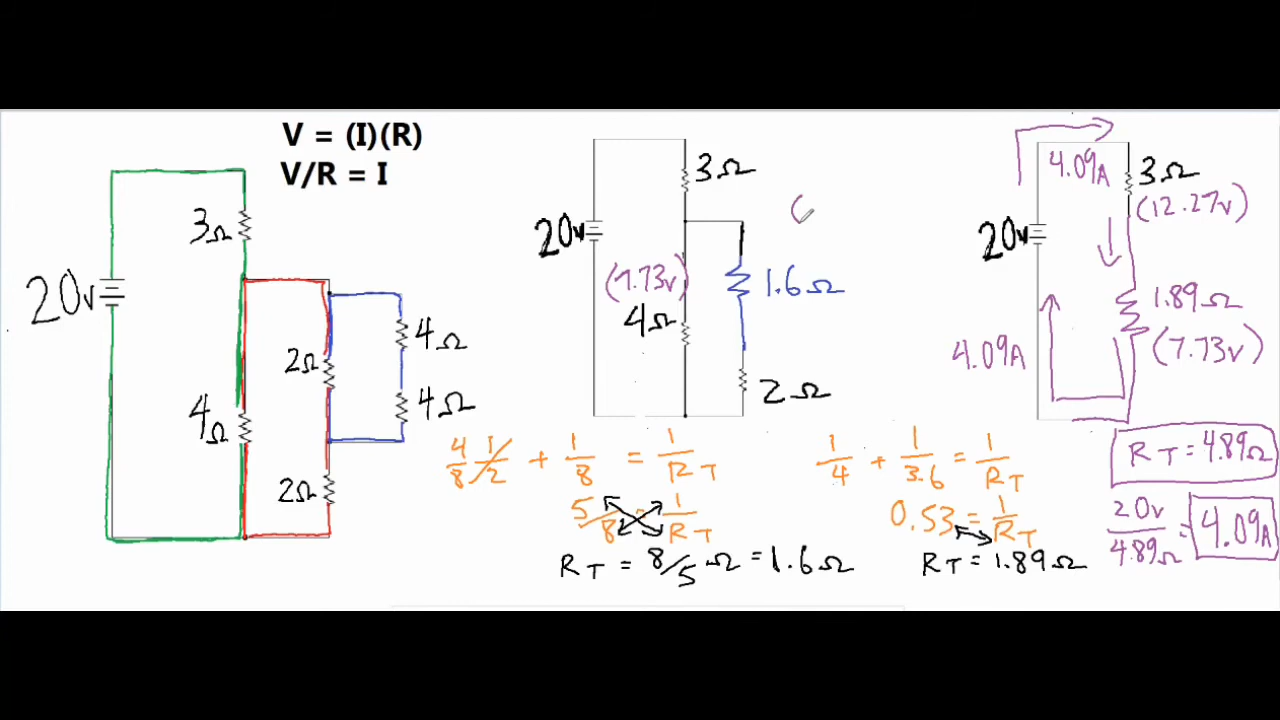 V = (I)(R)
V/R = I
20v
3Ω
4Ω
2Ω
2Ω
4Ω
4Ω
20v
3Ω
(7.73v)
4Ω
1.6Ω
2Ω
4/8 1/2 + 1/8 = 1/RT
5/8 = 1/RT
RT = 8/5 Ω = 1.6Ω
1/4 + 1/3.6 = 1/RT
0.53 = 1/RT
RT = 1.89Ω
4.09A
20v
3Ω
(12.27v)
1.89Ω
(7.73v)
4.09A
RT = 4.89Ω
20v/4.89Ω = 4.09A